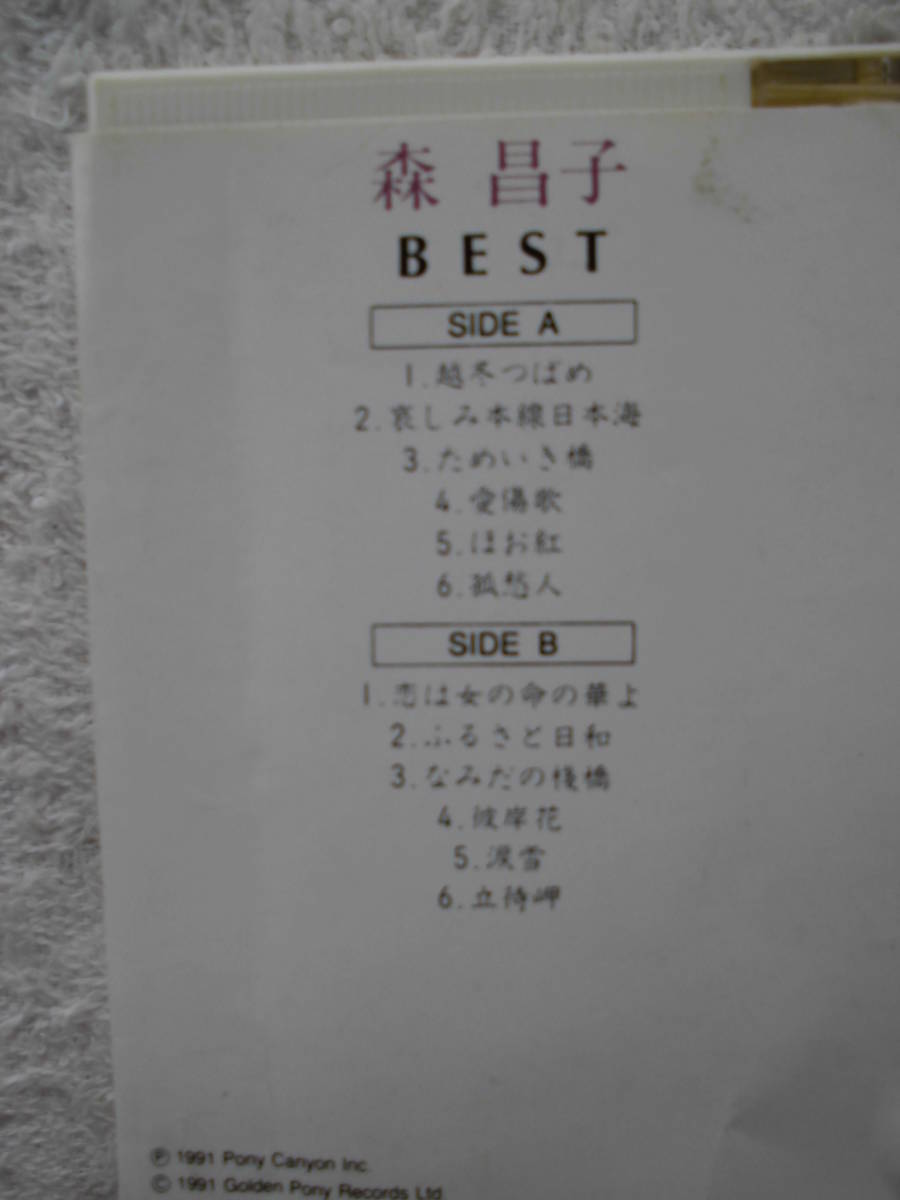 森 昌子
BEST
SIDE A
1.越冬つばめ
2.哀しみ本線日本海
3.ためいき橋
4.愛傷歌
5.ほお紅
6.孤愁人
SIDE B
1.恋は女の命の華よ
2.ふるさと日和
3.なみだの桟橋
4.彼岸花
5.涙雪
6.立待岬
Ⓟ 1991 Pony Canyon Inc.
© 1991 Golden Pony Records Ltd.